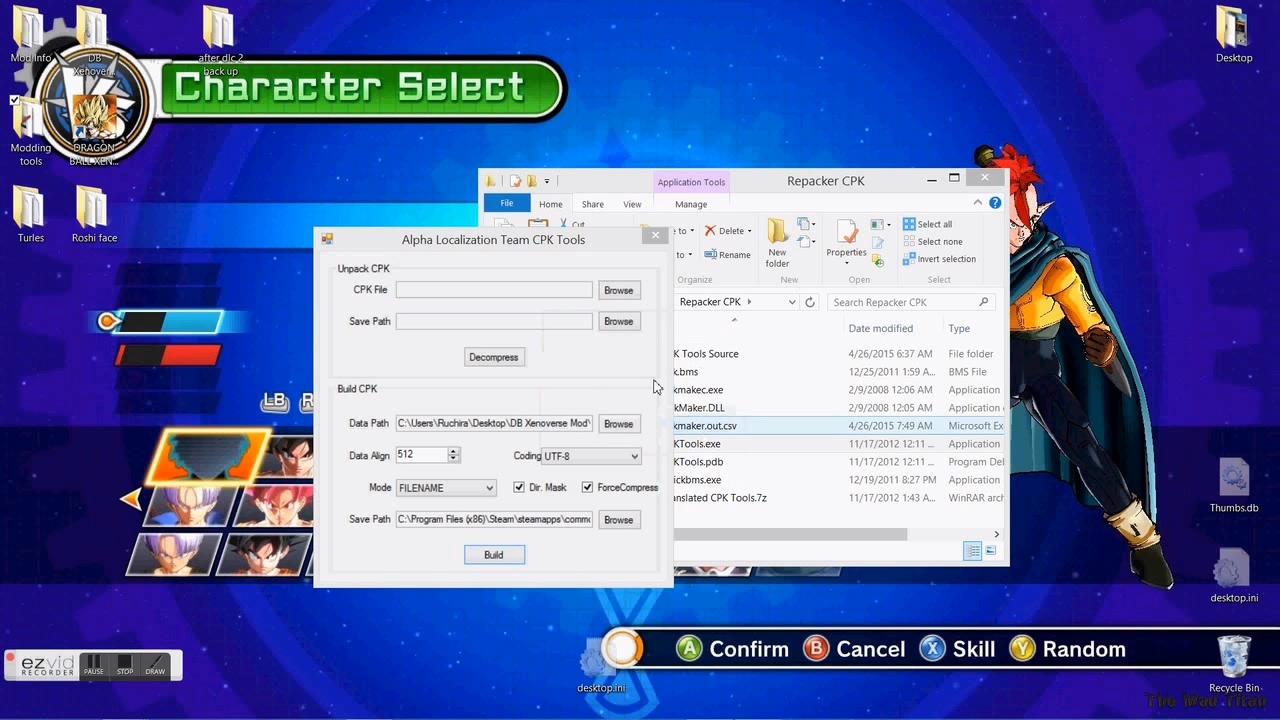 Mod Info
DB
Xenover...
after dlc 2
back up
Desktop
Character Select
Modding
tools
DRAGON
BALL XEN...
Turles
Roshi face
Application Tools
Repacker CPK
File
Home
Share
View
Manage
Cut
to
Delete
to
Rename
New
folder
Properties
Select all
Select none
Invert selection
Organize
New
Open
Select
Repacker CPK
Search Repacker CPK
Date modified
Type
K Tools Source
4/26/2015 6:37 AM
File folder
k.bms
12/25/2011 1:59 A...
BMS File
kmakec.exe
2/9/2008 12:06 AM
Application
kMaker.DLL
2/9/2008 12:05 AM
Application
kmaker.out.csv
4/26/2015 7:49 AM
Microsoft Ex
KTools.exe
11/17/2012 12:11 ...
Application
KTools.pdb
11/17/2012 12:11 ...
Program De
ickbms.exe
12/19/2011 8:27 PM
Application
anslated CPK Tools.7z
11/17/2012 1:43 A...
WinRAR arch
Alpha Localization Team CPK Tools
Unpack CPK
CPK File
Browse
Save Path
Browse
Decompress
Build CPK
Data Path
C:\Users\Ruchira\Desktop\DB Xenoverse Mod\
Browse
Data Align
512
Coding
UTF-8
Mode
FILENAME
Dir. Mask
ForceCompress
Save Path
C:\Program Files (x86)\Steam\steamapps\commo
Browse
Build
LB
R
Thumbs.db
desktop.ini
A Confirm
B Cancel
X Skill
Y Random
ezvid
RECORDER
PAUSE
STOP
DRAW
desktop.ini
Recycle Bin
The Mad Titan